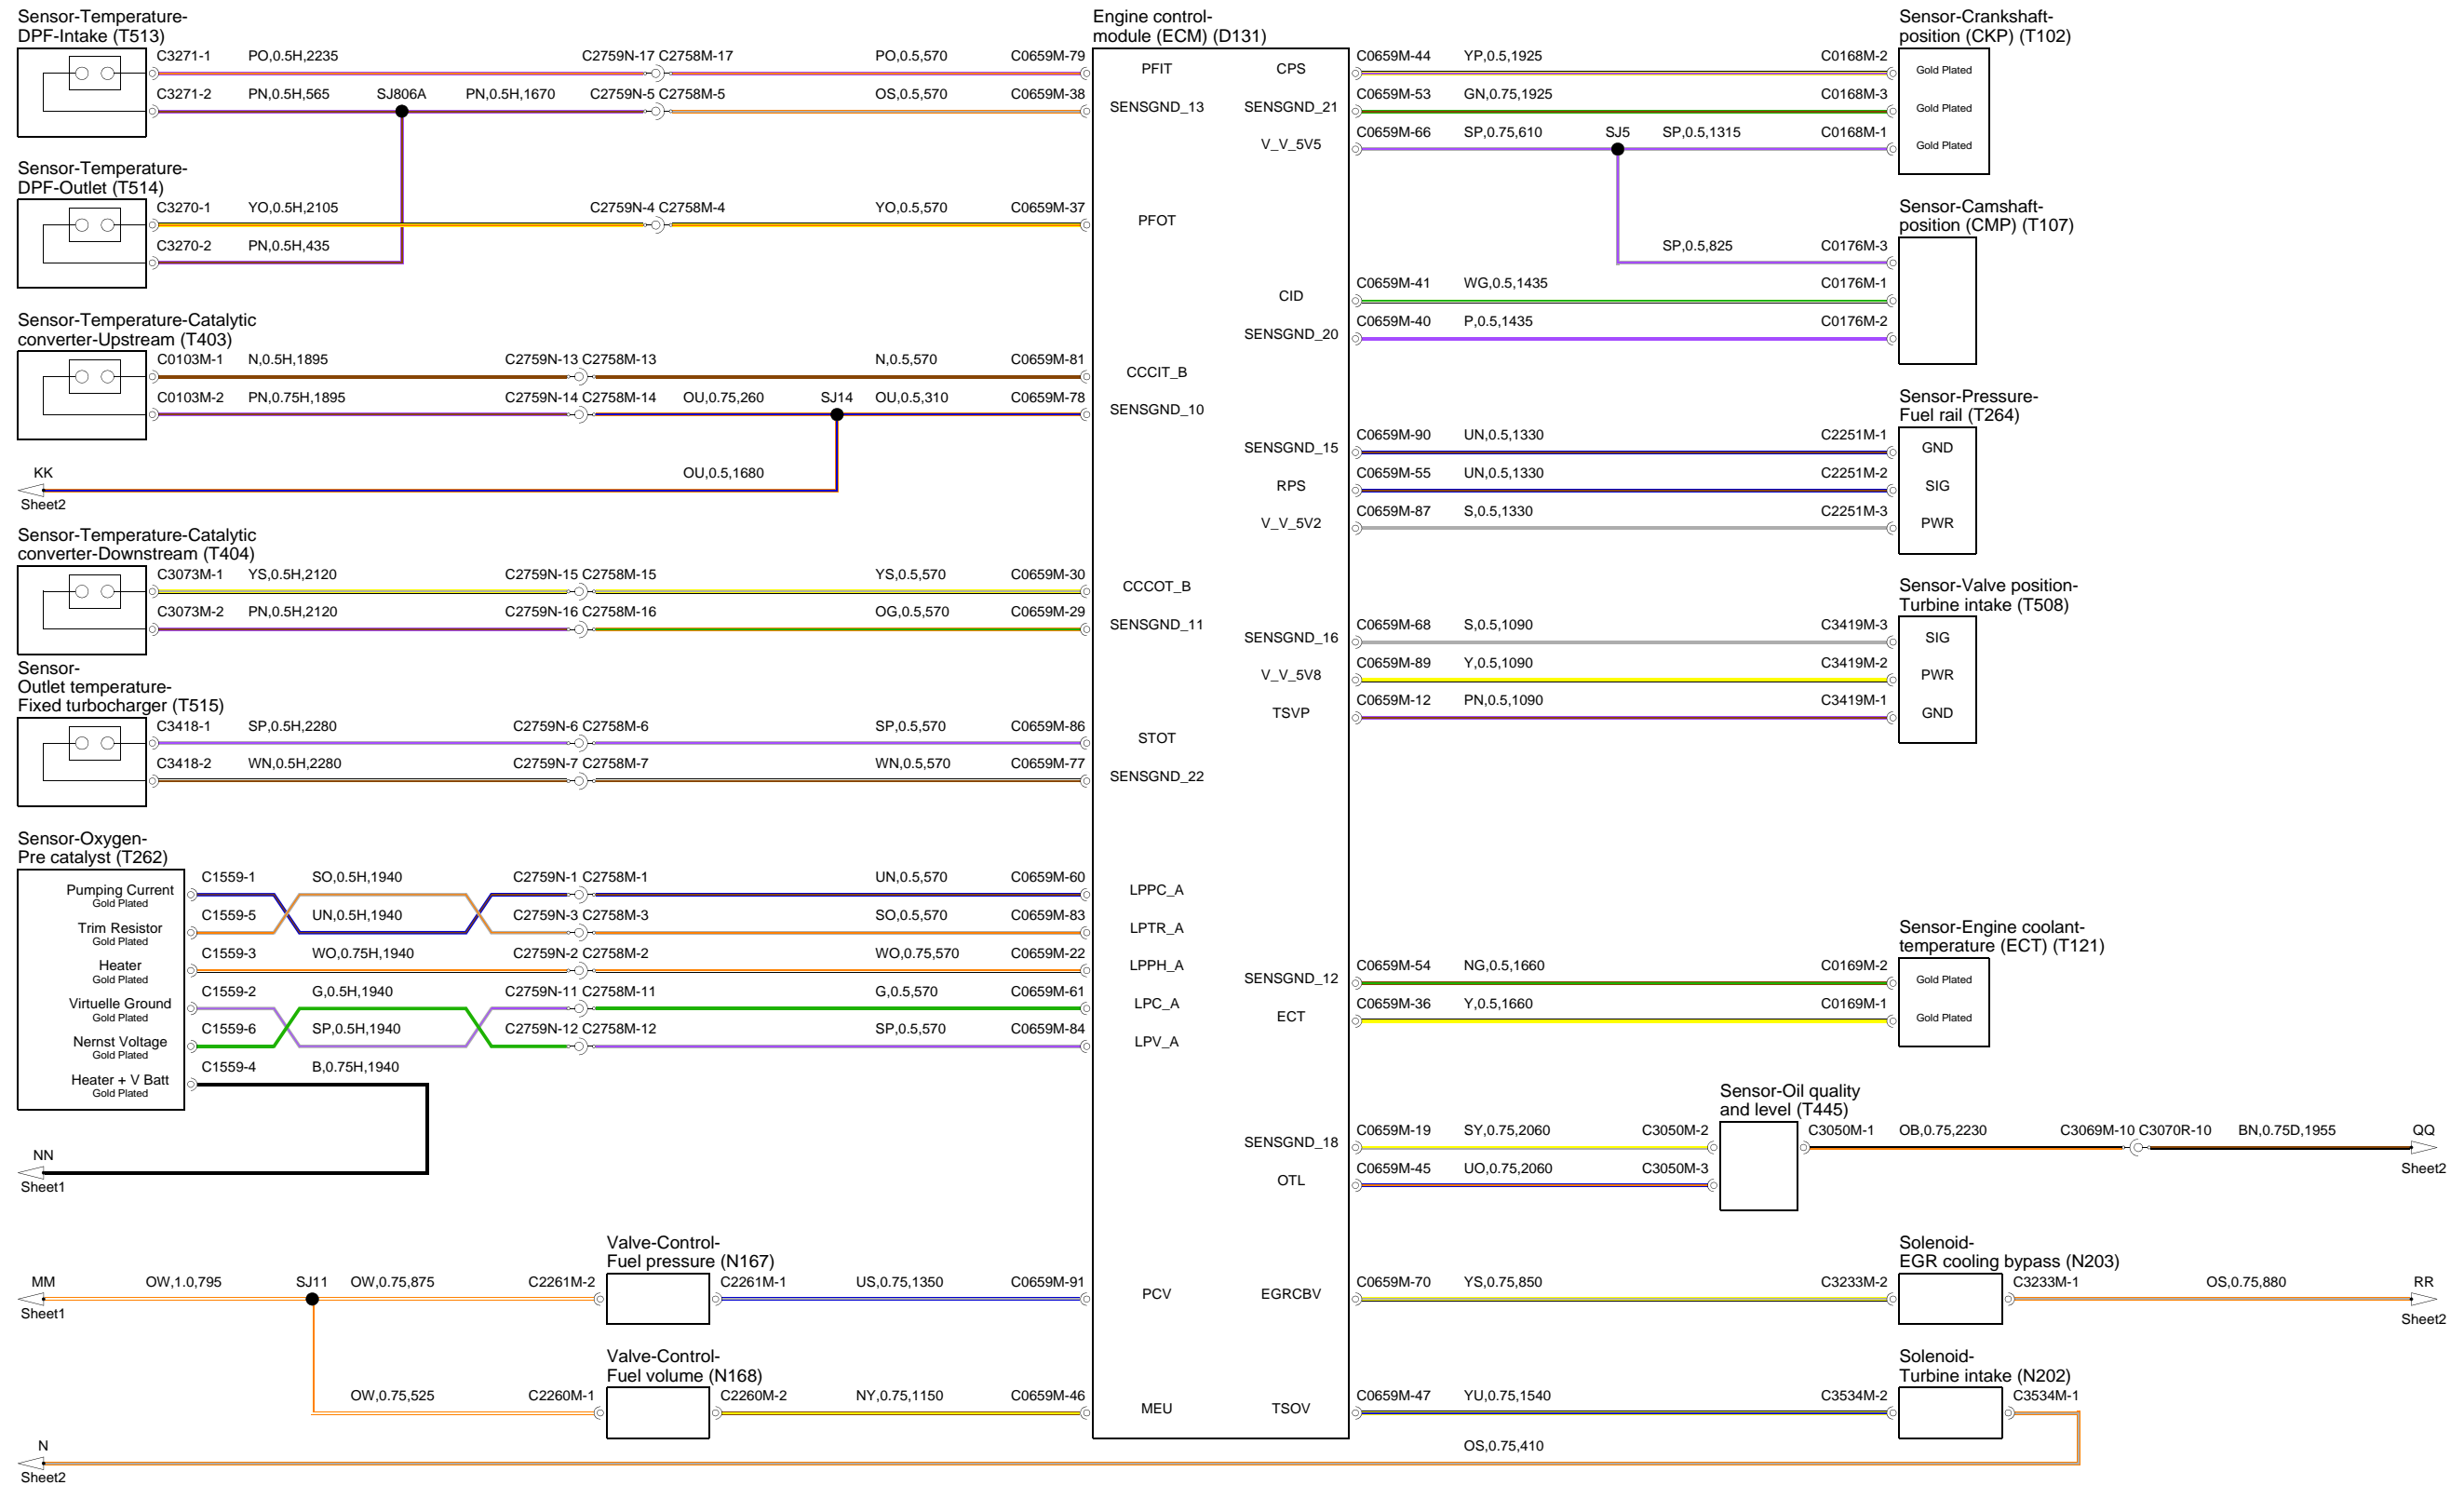 Sensor-Temperature-
DPF-Intake (T513)
C3271-1 PO,0.5H,2235 C2759N-17 C2758M-17 PO,0.5,570 C0659M-79
C3271-2 PN,0.5H,565 SJ806A PN,0.5H,1670 C2759N-5 C2758M-5 OS,0.5,570 C0659M-38
Sensor-Temperature-
DPF-Outlet (T514)
C3270-1 YO,0.5H,2105 C2759N-4 C2758M-4 YO,0.5,570 C0659M-37
C3270-2 PN,0.5H,435
Sensor-Temperature-Catalytic
converter-Upstream (T403)
C0103M-1 N,0.5H,1895 C2759N-13 C2758M-13 N,0.5,570 C0659M-81
C0103M-2 PN,0.75H,1895 C2759N-14 C2758M-14 OU,0.75,260 SJ14 OU,0.5,310 C0659M-78
KK OU,0.5,1680
Sheet2
Sensor-Temperature-Catalytic
converter-Downstream (T404)
C3073M-1 YS,0.5H,2120 C2759N-15 C2758M-15 YS,0.5,570 C0659M-30
C3073M-2 PN,0.5H,2120 C2759N-16 C2758M-16 OG,0.5,570 C0659M-29
Sensor-
Outlet temperature-
Fixed turbocharger (T515)
C3418-1 SP,0.5H,2280 C2759N-6 C2758M-6 SP,0.5,570 C0659M-86
C3418-2 WN,0.5H,2280 C2759N-7 C2758M-7 WN,0.5,570 C0659M-77
Sensor-Oxygen-
Pre catalyst (T262)
C1559-1 SO,0.5H,1940 C2759N-1 C2758M-1 UN,0.5,570 C0659M-60
Pumping Current
Gold Plated
C1559-5 UN,0.5H,1940 C2759N-3 C2758M-3 SO,0.5,570 C0659M-83
Trim Resistor
Gold Plated
C1559-3 WO,0.75H,1940 C2759N-2 C2758M-2 WO,0.75,570 C0659M-22
Heater
Gold Plated
C1559-2 G,0.5H,1940 C2759N-11 C2758M-11 G,0.5,570 C0659M-61
Virtuelle Ground
Gold Plated
C1559-6 SP,0.5H,1940 C2759N-12 C2758M-12 SP,0.5,570 C0659M-84
Nernst Voltage
Gold Plated
C1559-4 B,0.75H,1940
Heater + V Batt
Gold Plated
NN
Sheet1
Valve-Control-
Fuel pressure (N167)
MM OW,1.0,795 SJ11 OW,0.75,875 C2261M-2 C2261M-1 US,0.75,1350 C0659M-91
Sheet1
Valve-Control-
Fuel volume (N168)
OW,0.75,525 C2260M-1 C2260M-2 NY,0.75,1150 C0659M-46
N
Sheet2
Engine control-
module (ECM) (D131)
PFIT CPS
SENSGND_13 SENSGND_21
V_V_5V5
PFOT
CID
SENSGND_20
CCCIT_B
SENSGND_10
SENSGND_15
RPS
V_V_5V2
CCCOT_B
SENSGND_11
SENSGND_16
V_V_5V8
TSVP
STOT
SENSGND_22
LPPC_A
LPTR_A
LPPH_A
SENSGND_12
LPC_A
ECT
LPV_A
SENSGND_18
OTL
PCV EGRCBV
MEU TSOV
Sensor-Crankshaft-
position (CKP) (T102)
C0659M-44 YP,0.5,1925 C0168M-2
Gold Plated
C0659M-53 GN,0.75,1925 C0168M-3
Gold Plated
C0659M-66 SP,0.75,610 SJ5 SP,0.5,1315 C0168M-1
Gold Plated
Sensor-Camshaft-
position (CMP) (T107)
SP,0.5,825 C0176M-3
C0659M-41 WG,0.5,1435 C0176M-1
C0659M-40 P,0.5,1435 C0176M-2
Sensor-Pressure-
Fuel rail (T264)
C0659M-90 UN,0.5,1330 C2251M-1
GND
C0659M-55 UN,0.5,1330 C2251M-2
SIG
C0659M-87 S,0.5,1330 C2251M-3
PWR
Sensor-Valve position-
Turbine intake (T508)
C0659M-68 S,0.5,1090 C3419M-3
SIG
C0659M-89 Y,0.5,1090 C3419M-2
PWR
C0659M-12 PN,0.5,1090 C3419M-1
GND
Sensor-Engine coolant-
temperature (ECT) (T121)
C0659M-54 NG,0.5,1660 C0169M-2
Gold Plated
C0659M-36 Y,0.5,1660 C0169M-1
Gold Plated
Sensor-Oil quality
and level (T445)
C0659M-19 SY,0.75,2060 C3050M-2 C3050M-1 OB,0.75,2230 C3069M-10 C3070R-10 BN,0.75D,1955 QQ
Sheet2
C0659M-45 UO,0.75,2060 C3050M-3
Solenoid-
EGR cooling bypass (N203)
C0659M-70 YS,0.75,850 C3233M-2 C3233M-1 OS,0.75,880 RR
Sheet2
Solenoid-
Turbine intake (N202)
C0659M-47 YU,0.75,1540 C3534M-2 C3534M-1
OS,0.75,410